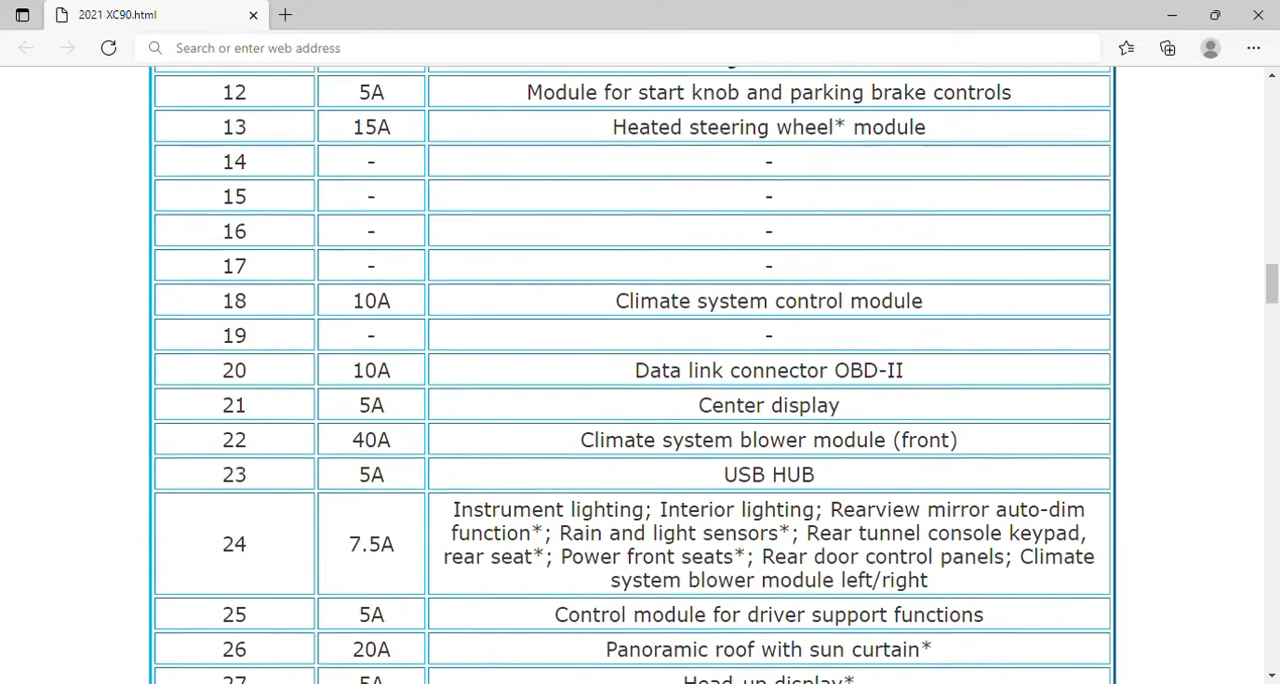 2021 XC90.html
Search or enter web address
12 5A Module for start knob and parking brake controls
13 15A Heated steering wheel* module
14 - -
15 - -
16 - -
17 - -
18 10A Climate system control module
19 - -
20 10A Data link connector OBD-II
21 5A Center display
22 40A Climate system blower module (front)
23 5A USB HUB
24 7.5A Instrument lighting; Interior lighting; Rearview mirror auto-dim
function*; Rain and light sensors*; Rear tunnel console keypad,
rear seat*; Power front seats*; Rear door control panels; Climate
system blower module left/right
25 5A Control module for driver support functions
26 20A Panoramic roof with sun curtain*
27 5A Head-up display*